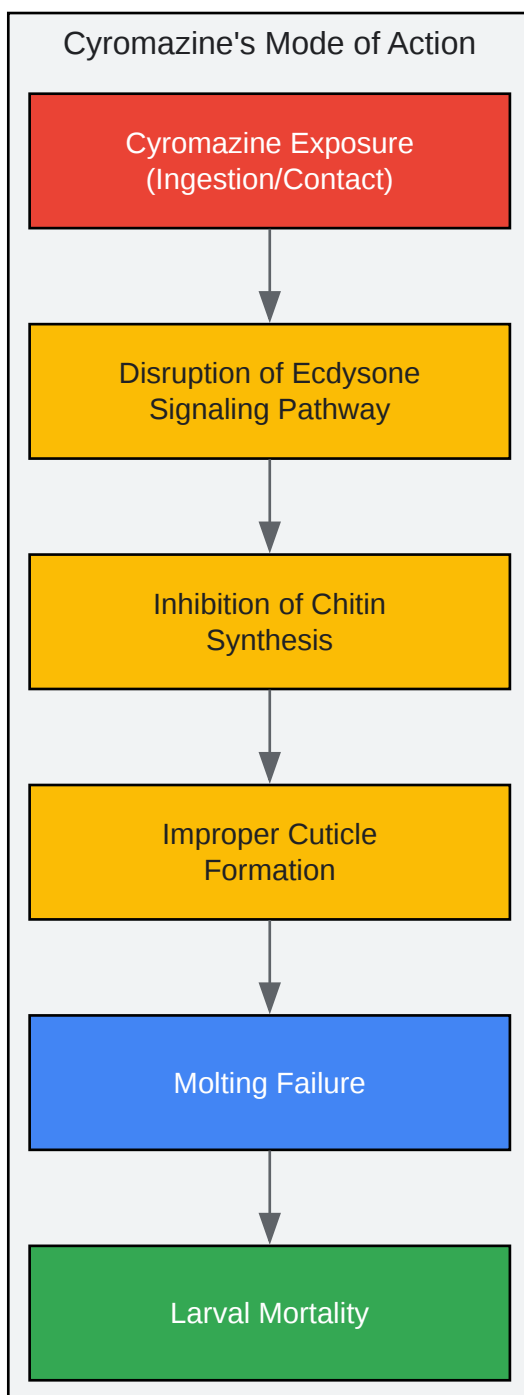 Cyromazine's Mode of Action
Cyromazine Exposure
(Ingestion/Contact)
Disruption of Ecdysone
Signaling Pathway
Inhibition of Chitin
Synthesis
Improper Cuticle
Formation
Molting Failure
Larval Mortality